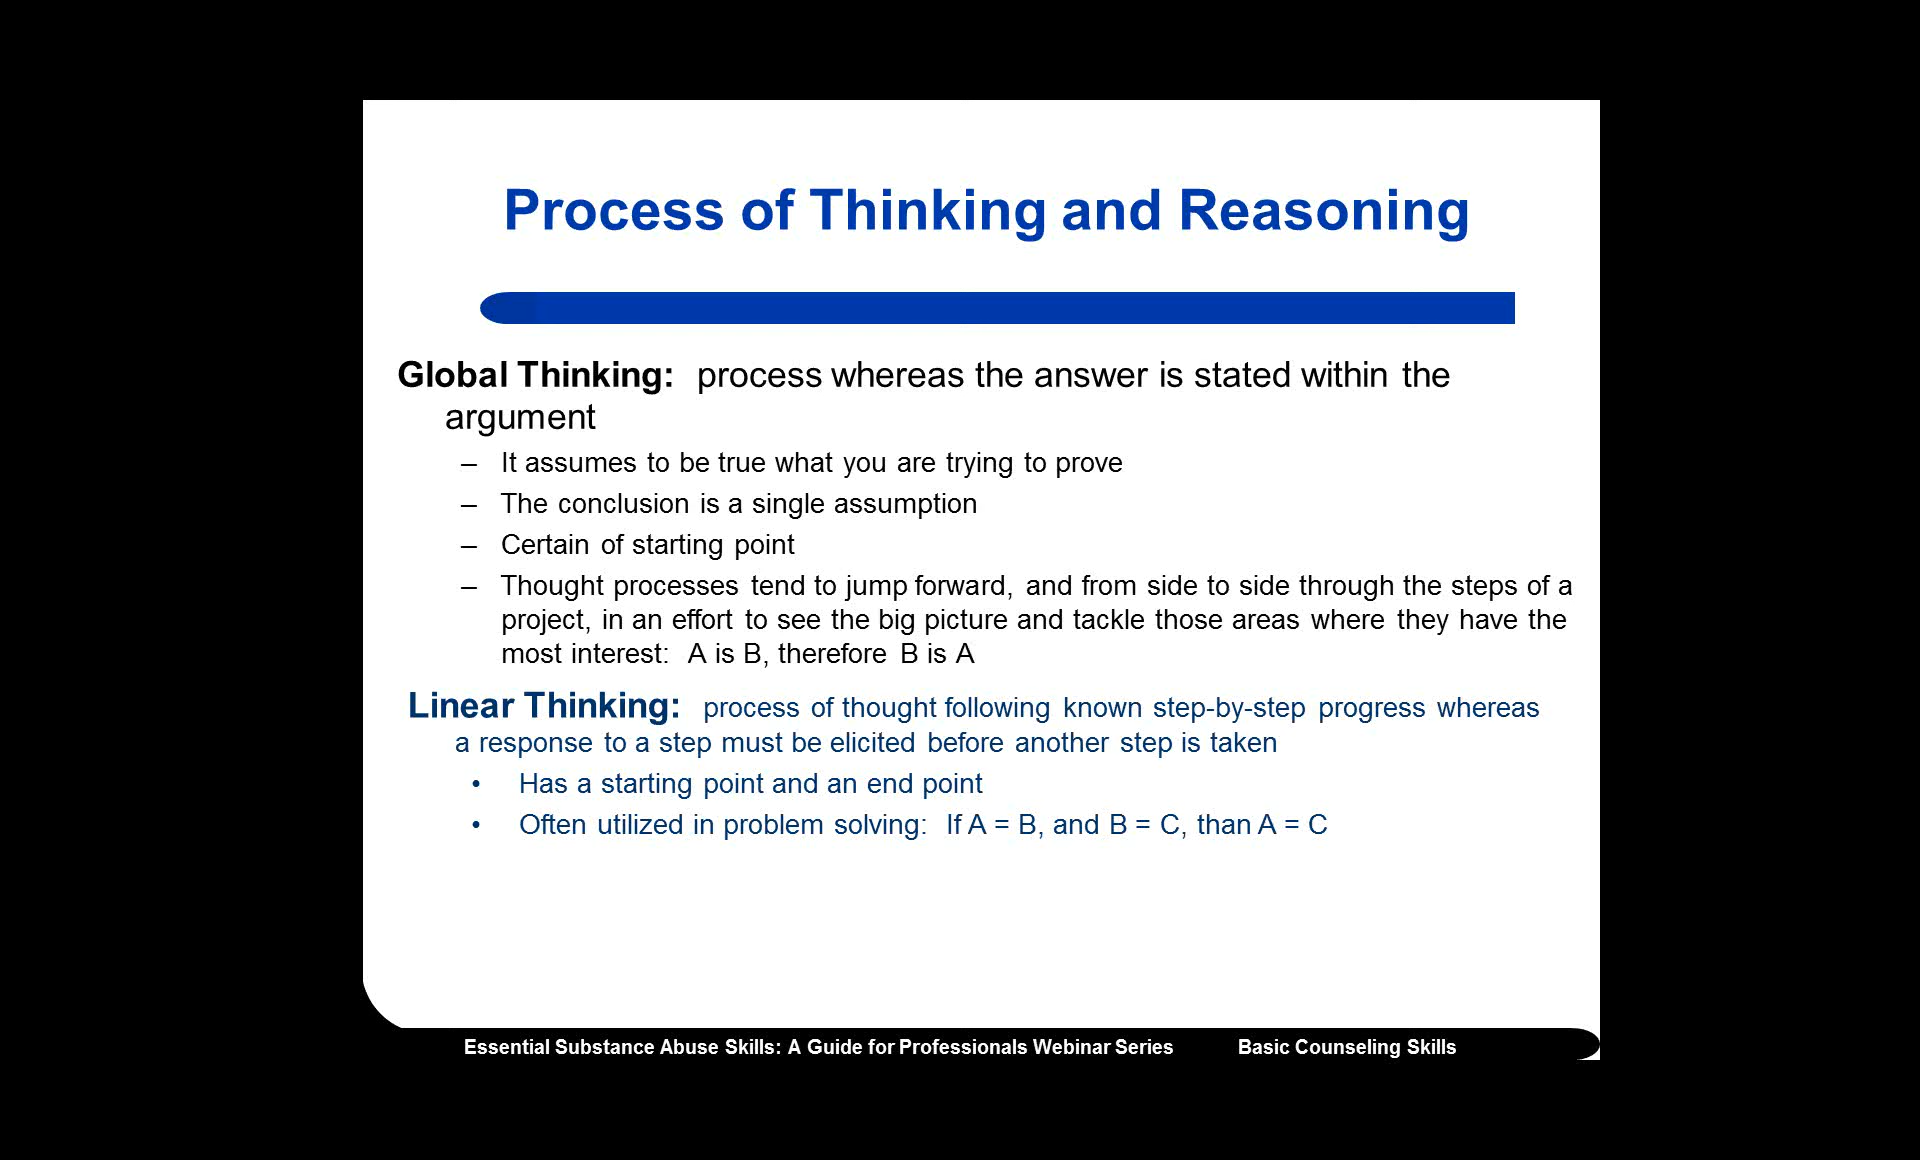 Process of Thinking and Reasoning
Global Thinking: process whereas the answer is stated within the
argument
– It assumes to be true what you are trying to prove
– The conclusion is a single assumption
– Certain of starting point
– Thought processes tend to jump forward, and from side to side through the steps of a
project, in an effort to see the big picture and tackle those areas where they have the
most interest: A is B, therefore B is A
Linear Thinking: process of thought following known step-by-step progress whereas
a response to a step must be elicited before another step is taken
• Has a starting point and an end point
• Often utilized in problem solving: If A = B, and B = C, than A = C
Essential Substance Abuse Skills: A Guide for Professionals Webinar Series Basic Counseling Skills